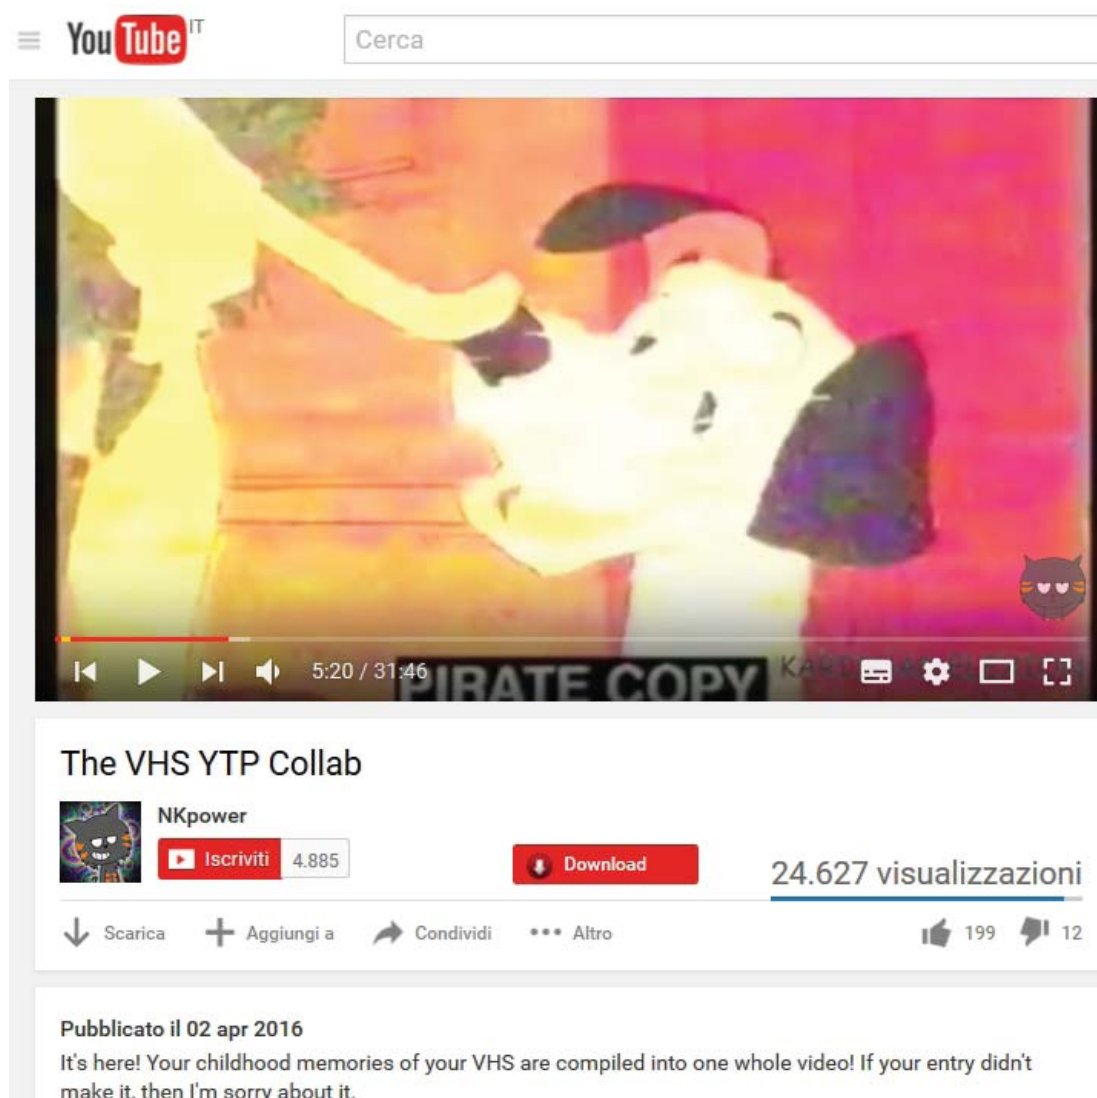 YouTube IT
Cerca
5:20 / 31:46
PIRATE COPY
The VHS YTP Collab
NKpower
Iscriviti 4.885
Download
24.627 visualizzazioni
Scarica Aggiungi a Condividi Altro
199 12
Pubblicato il 02 apr 2016
It's here! Your childhood memories of your VHS are compiled into one whole video! If your entry didn't
make it, then I'm sorry about it.